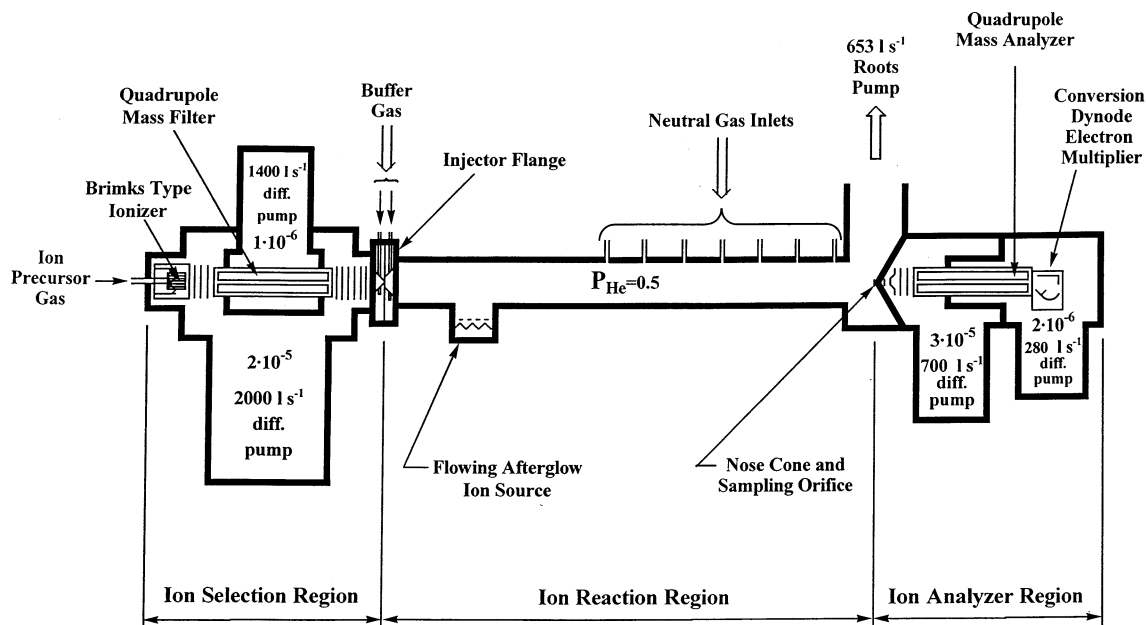 653 l s⁻¹
Roots
Pump
Quadrupole
Mass Analyzer
Quadrupole
Mass Filter
Buffer
Gas
Neutral Gas Inlets
Conversion
Dynode
Electron
Multiplier
Injector Flange
Brimks Type
Ionizer
1400 l s⁻¹
diff.
pump
1·10⁻⁶
Ion
Precursor
Gas
P_He=0.5
2·10⁻⁵
2000 l s⁻¹
diff.
pump
3·10⁻⁵
700 l s⁻¹
diff.
pump
2·10⁻⁶
280 l s⁻¹
diff.
pump
Flowing Afterglow
Ion Source
Nose Cone and
Sampling Orifice
Ion Selection Region
Ion Reaction Region
Ion Analyzer Region